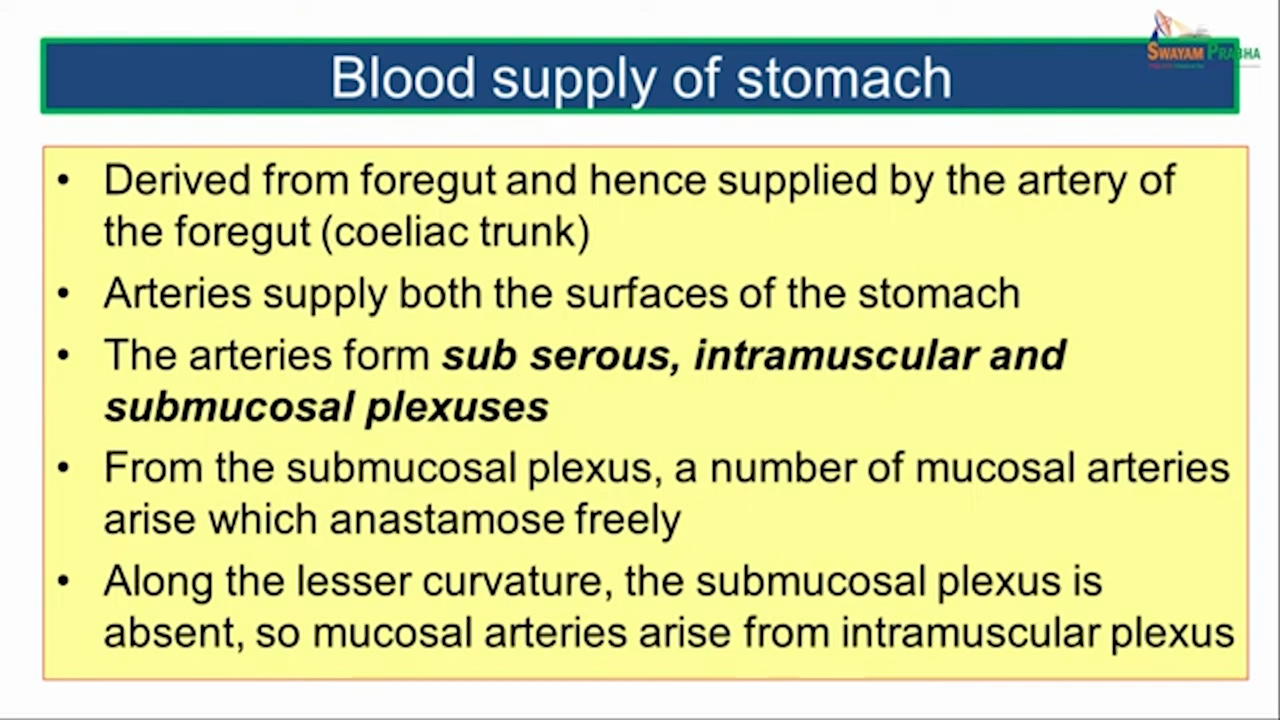 SWAYAM PRABHA
Blood supply of stomach
• Derived from foregut and hence supplied by the artery of
the foregut (coeliac trunk)
• Arteries supply both the surfaces of the stomach
• The arteries form sub serous, intramuscular and
submucosal plexuses
• From the submucosal plexus, a number of mucosal arteries
arise which anastamose freely
• Along the lesser curvature, the submucosal plexus is
absent, so mucosal arteries arise from intramuscular plexus